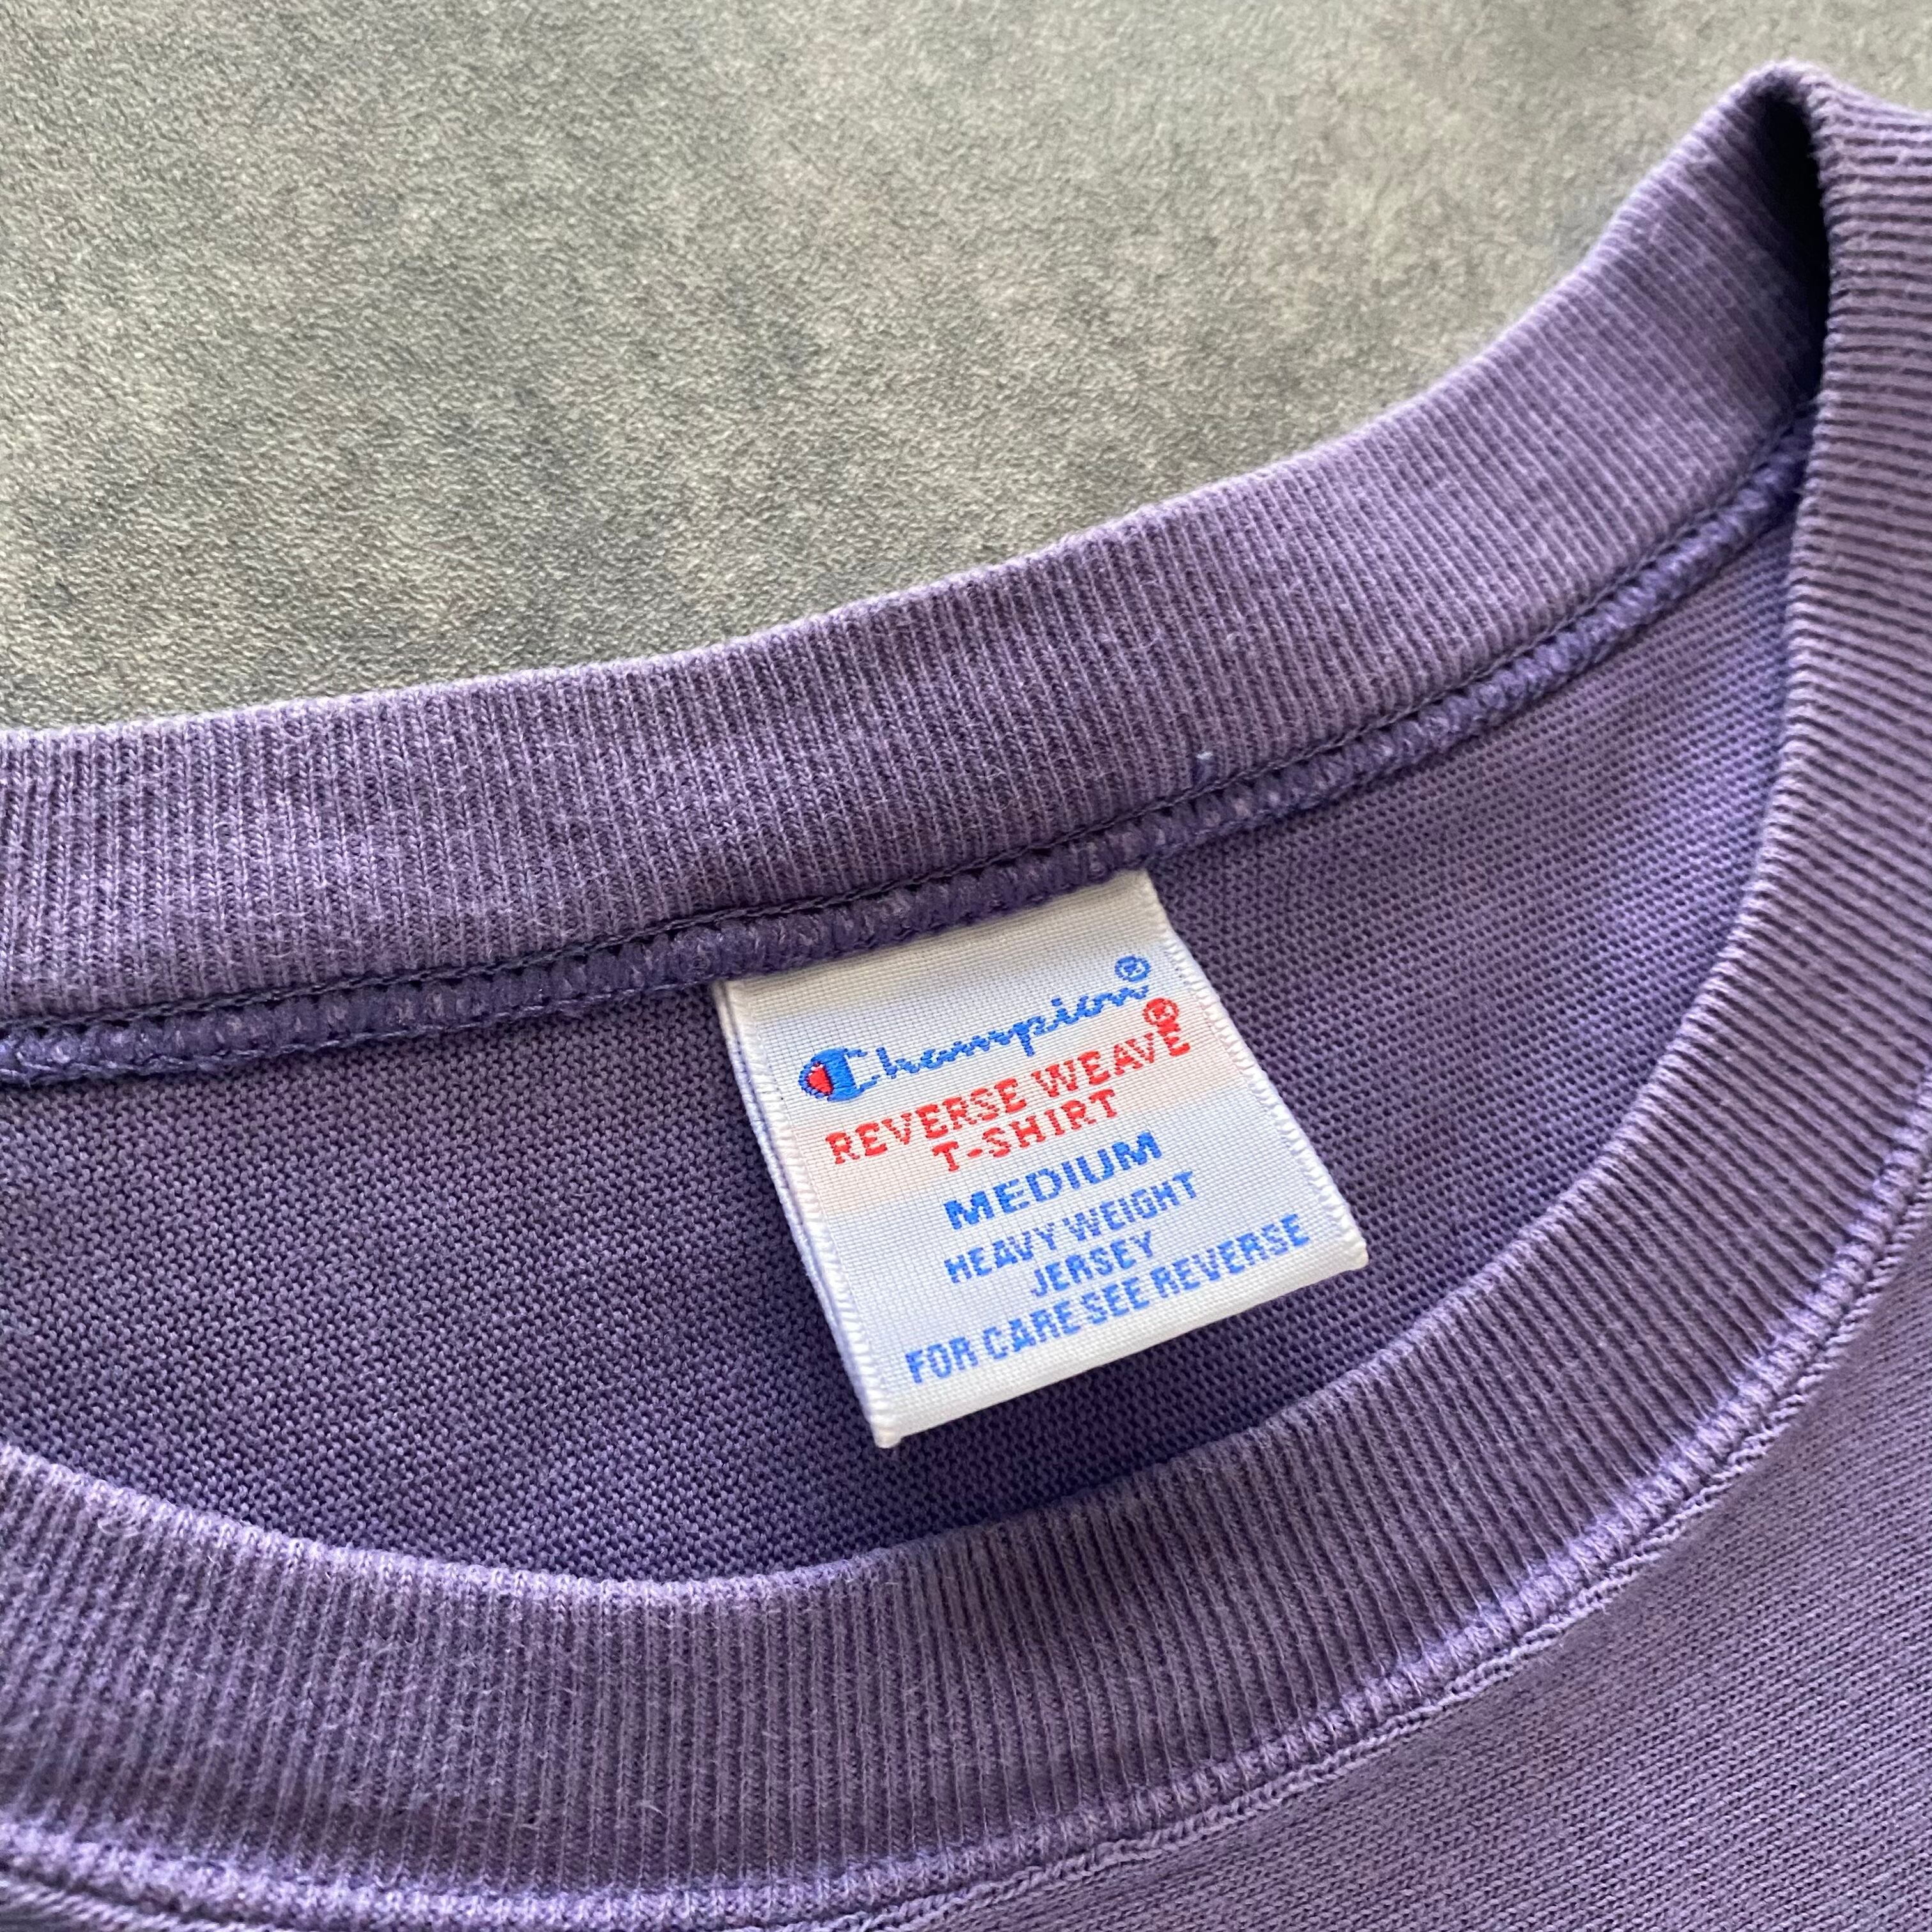 Champion®
REVERSE WEAVE®
T-SHIRT
MEDIUM
HEAVY WEIGHT
JERSEY
FOR CARE SEE REVERSE